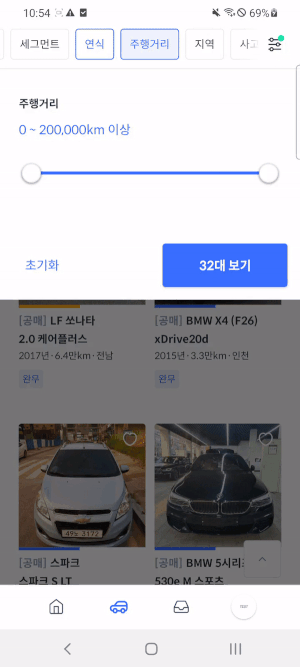 10:54
69%
세그먼트 연식 주행거리 지역 사고
주행거리
0 ~ 200,000km 이상
초기화
32대 보기
[공매] LF 쏘나타
2.0 케어플러스
2017년·6.4만km·전남
완무
[공매] BMW X4 (F26)
xDrive20d
2015년·3.3만km·인천
완무
[공매] 스파크
스파크 S LT
[공매] BMW 5시리즈
530e M 스포츠